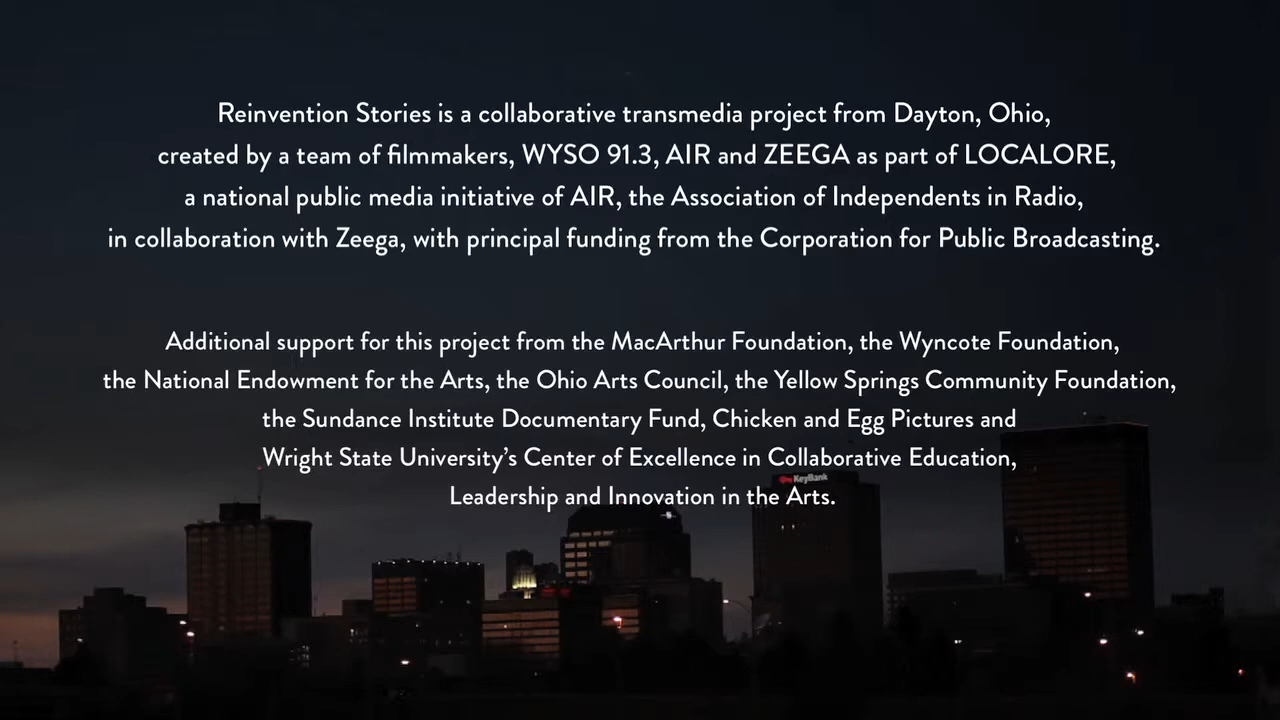 Reinvention Stories is a collaborative transmedia project from Dayton, Ohio,
created by a team of filmmakers, WYSO 91.3, AIR and ZEEGA as part of LOCALORE,
a national public media initiative of AIR, the Association of Independents in Radio,
in collaboration with Zeega, with principal funding from the Corporation for Public Broadcasting.
Additional support for this project from the MacArthur Foundation, the Wyncote Foundation,
the National Endowment for the Arts, the Ohio Arts Council, the Yellow Springs Community Foundation,
the Sundance Institute Documentary Fund, Chicken and Egg Pictures and
Wright State University’s Center of Excellence in Collaborative Education,
KeyBank
Leadership and Innovation in the Arts.